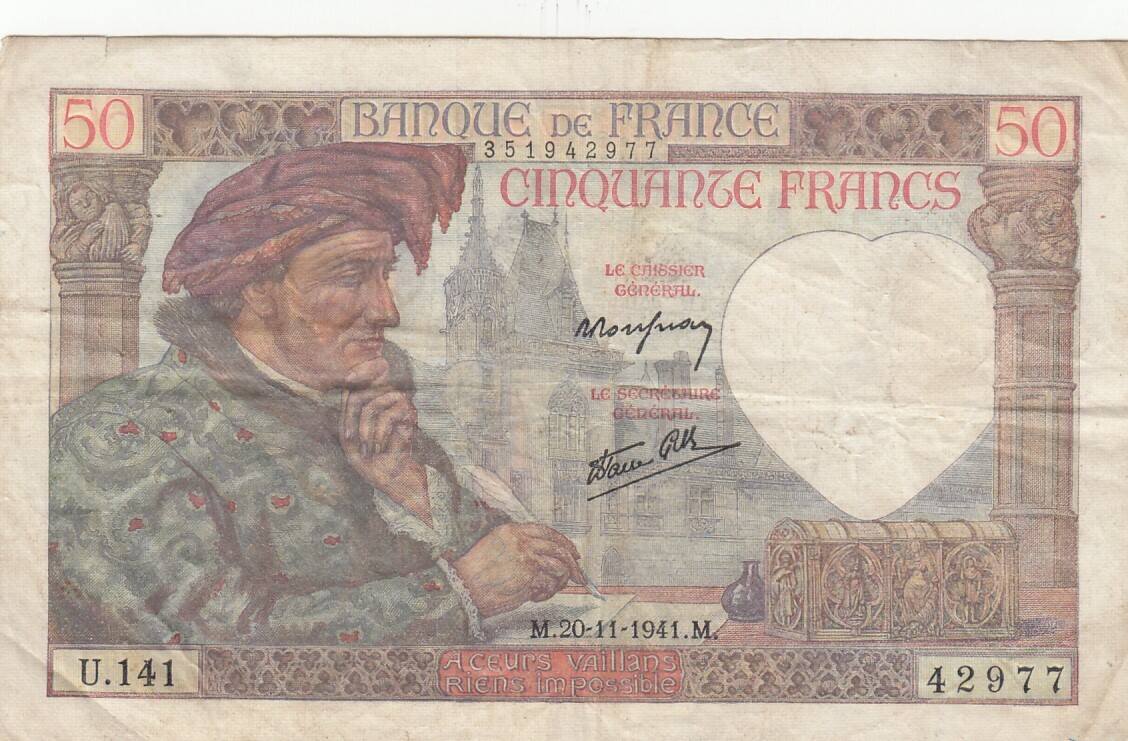 50 BANQUE DE FRANCE 50
351942977
CINQUANTE FRANCS
LE CAISSIER
GÉNÉRAL.
LE SECRÉTAIRE
GÉNÉRAL.
M.20-11-1941.M.
U.141
A CEURS VAILLANS
RIENS IMPOSSIBLE
42977